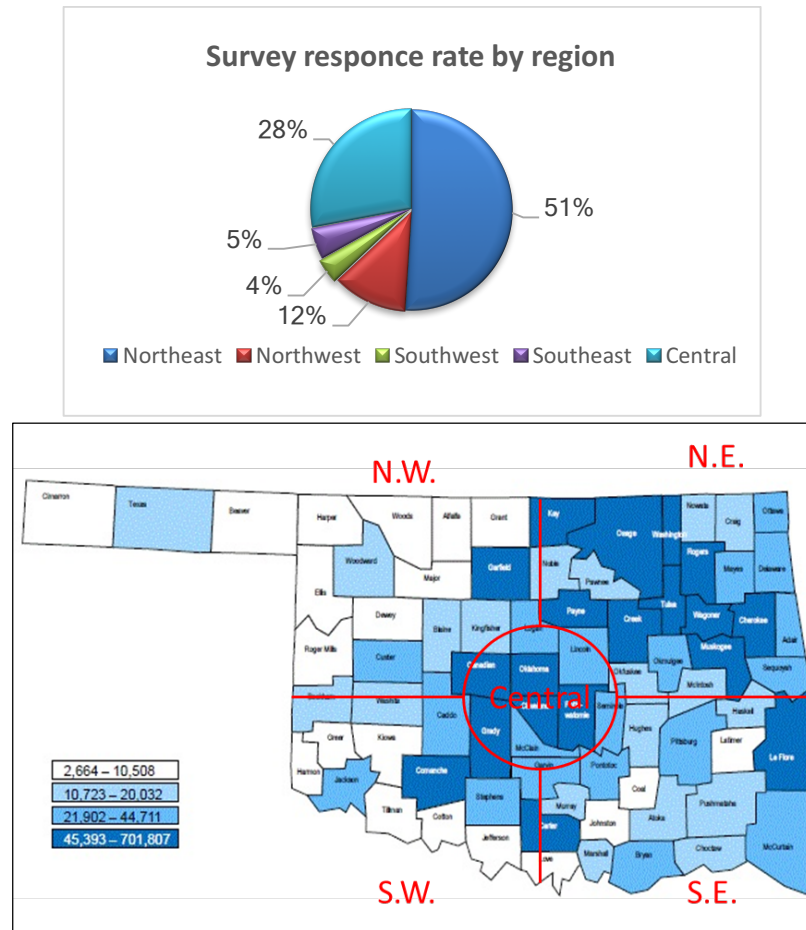 Survey responce rate by region
28%
51%
5%
4%
12%
Northeast Northwest Southwest Southeast Central
N.W.
N.E.
Cimarron
Texas
Beaver
Harper
Woods
Alfalfa
Grant
Kay
Osage
Washington
Nowata
Craig
Ottawa
Rogers
Woodward
Garfield
Noble
Pawnee
Mayes
Delaware
Ellis
Major
Payne
Creek
Tulsa
Wagoner
Cherokee
Adair
Dewey
Blaine
Kingfisher
Logan
Lincoln
Muskogee
Roger Mills
Custer
Canadian
Oklahoma
Okfuskee
Okmulgee
McIntosh
Sequoyah
Central
Beckham
Washita
Caddo
Grady
McClain
Seminole
Hughes
Haskell
Pittsburg
Latimer
Le Flore
Greer
Kiowa
Harmon
Jackson
Comanche
Garvin
Pontotoc
Coal
Stephens
Murray
Pushmataha
Tillman
Cotton
Jefferson
Carter
Johnston
Atoka
Love
Marshall
Bryan
Choctaw
McCurtain
2,664 – 10,508
10,723 – 20,032
21,902 – 44,711
45,393 – 701,807
S.W.
S.E.